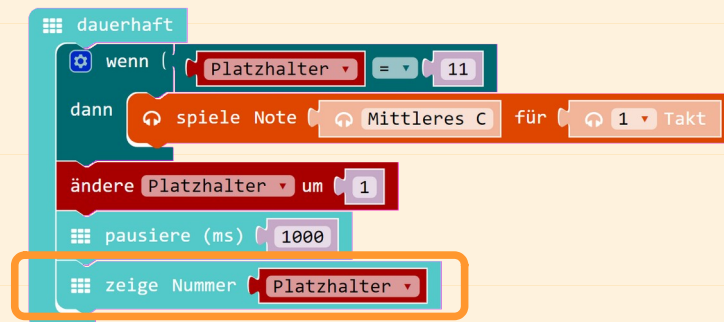 dauerhaft
wenn Platzhalter = 11
dann spiele Note Mittleres C für 1 Takt
ändere Platzhalter um 1
pausiere (ms) 1000
zeige Nummer Platzhalter